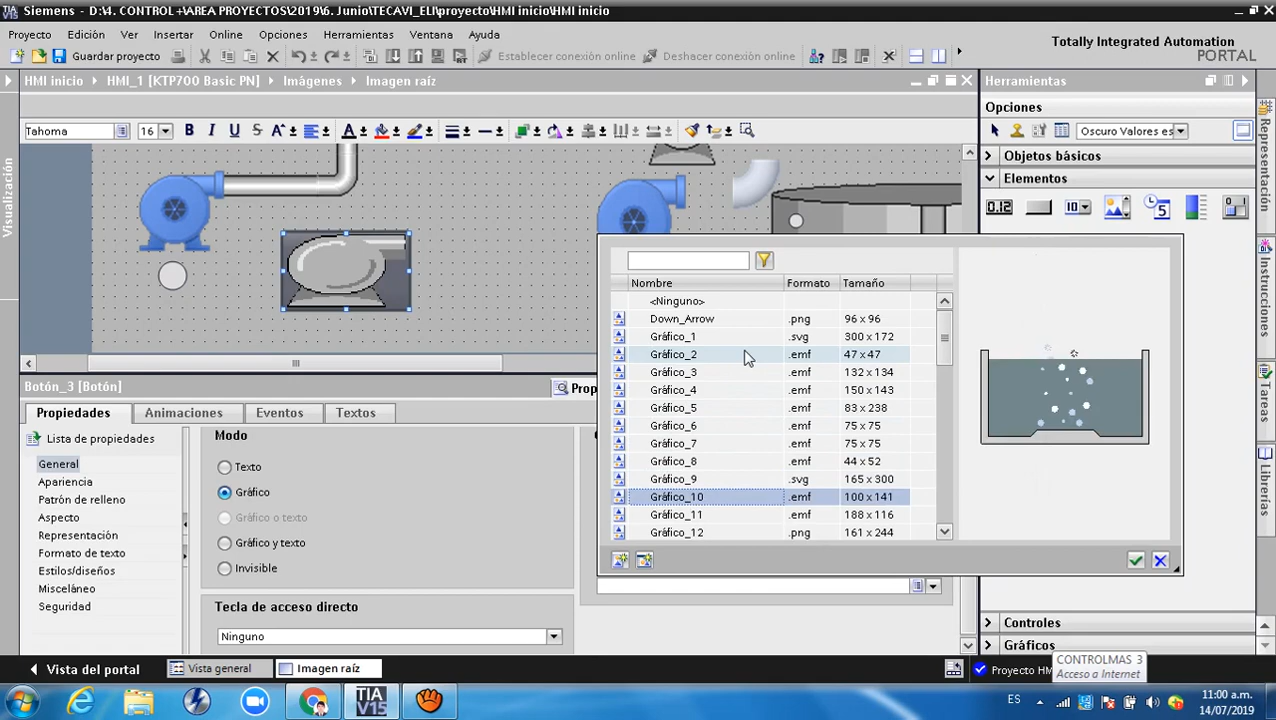 Siemens - D:\4. CONTROL +\AREA PROYECTOS\2019\6. Junio\TECAVI_ELI\proyecto\HMI inicio\HMI inicio
Proyecto Edición Ver Insertar Online Opciones Herramientas Ventana Ayuda
Totally Integrated Automation
PORTAL
Guardar proyecto
Establecer conexión online
Deshacer conexión online
HMI inicio HMI_1 [KTP700 Basic PN] Imágenes Imagen raíz
Herramientas
Opciones
Tahoma 16 B I U S A
Oscuro Valores es
Objetos básicos
Elementos
0.12 10 5
Visualización
Representación
Instrucciones
Tareas
Librerías
Nombre Formato Tamaño
<Ninguno>
Down_Arrow .png 96 x 96
Gráfico_1 .svg 300 x 172
Gráfico_2 .emf 47 x 47
Gráfico_3 .emf 132 x 134
Gráfico_4 .emf 150 x 143
Gráfico_5 .emf 83 x 238
Gráfico_6 .emf 75 x 75
Gráfico_7 .emf 75 x 75
Gráfico_8 .emf 44 x 52
Gráfico_9 .svg 165 x 300
Gráfico_10 .emf 100 x 141
Gráfico_11 .emf 188 x 116
Gráfico_12 .png 161 x 244
Botón_3 [Botón]
Prop
Propiedades Animaciones Eventos Textos
Lista de propiedades
General
Apariencia
Patrón de relleno
Aspecto
Representación
Formato de texto
Estilos/diseños
Misceláneo
Seguridad
Modo
Texto
Gráfico
Gráfico o texto
Gráfico y texto
Invisible
Tecla de acceso directo
Ninguno
Controles
Gráficos
Vista del portal
Vista general
Imagen raíz
Proyecto HM
CONTROLMAS 3
Acceso a Internet
TIA
V15
ES
11:00 a.m.
14/07/2019